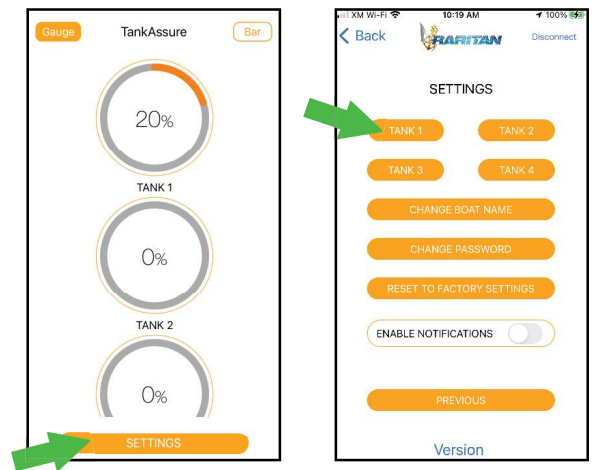 Gauge TankAssure Bar
20%
TANK 1
0%
TANK 2
0%
SETTINGS
XM Wi-Fi 10:19 AM 100%
Back RARITAN Disconnect
SETTINGS
TANK 1 TANK 2
TANK 3 TANK 4
CHANGE BOAT NAME
CHANGE PASSWORD
RESET TO FACTORY SETTINGS
ENABLE NOTIFICATIONS
PREVIOUS
Version